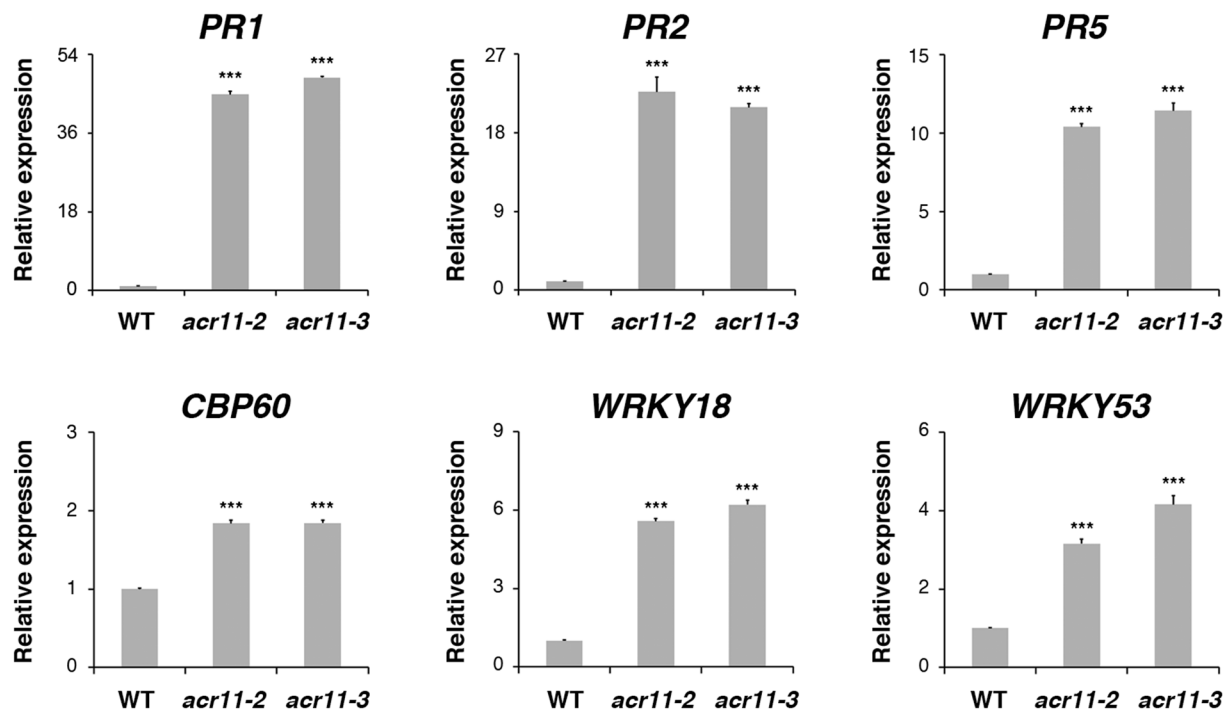 PR1
PR2
PR5
Relative expression
54
36
18
0
***
***
WT acr11-2 acr11-3
Relative expression
27
18
9
0
***
***
WT acr11-2 acr11-3
Relative expression
15
10
5
0
***
***
WT acr11-2 acr11-3
CBP60
WRKY18
WRKY53
Relative expression
3
2
1
0
***
***
WT acr11-2 acr11-3
Relative expression
9
6
3
0
***
***
WT acr11-2 acr11-3
Relative expression
6
4
2
0
***
***
WT acr11-2 acr11-3